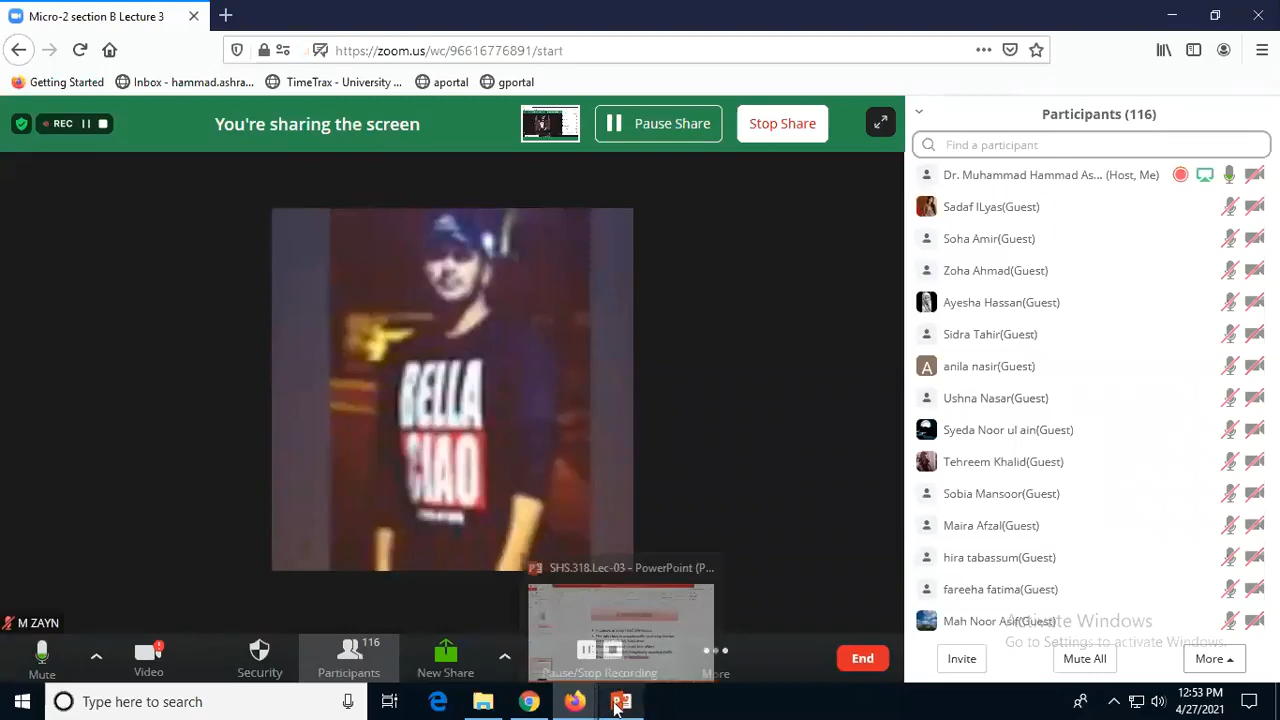 Micro-2 section B Lecture 3
https://zoom.us/wc/96616776891/start
Getting Started
Inbox - hammad.ashra...
TimeTrax - University ...
aportal
gportal
REC
You're sharing the screen
Pause Share
Stop Share
Participants (116)
Find a participant
Dr. Muhammad Hammad As... (Host, Me)
Sadaf ILyas(Guest)
Soha Amir(Guest)
Zoha Ahmad(Guest)
Ayesha Hassan(Guest)
Sidra Tahir(Guest)
A
anila nasir(Guest)
Ushna Nasar(Guest)
Syeda Noor ul ain(Guest)
Tehreem Khalid(Guest)
Sobia Mansoor(Guest)
Maira Afzal(Guest)
hira tabassum(Guest)
fareeha fatima(Guest)
Mah Noor Asif(Guest)
Activate Windows
Go to Settings to activate Windows.
CIAO
SHS.318.Lec-03 - PowerPoint (P...
M ZAYN
Mute
Video
Security
116
Participants
New Share
Pause/Stop Recording
More
End
Invite
Mute All
More
Type here to search
12:53 PM
4/27/2021